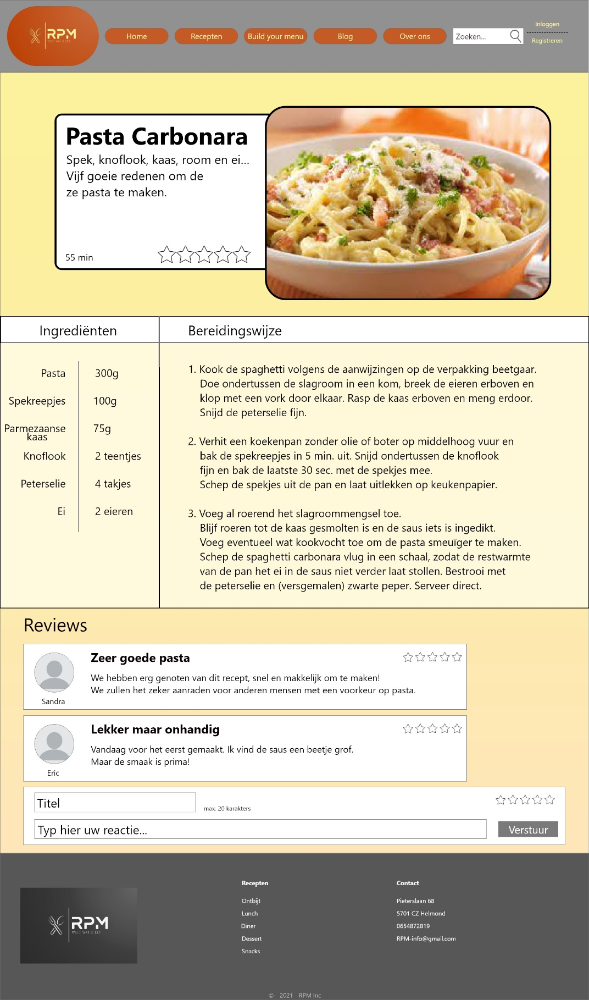 RPM
WEET WAT JE EET
Home
Recepten
Build your menu
Blog
Over ons
Zoeken...
Inloggen
Registreren
Pasta Carbonara
Spek, knoflook, kaas, room en ei...
Vijf goeie redenen om de
ze pasta te maken.
55 min
Ingrediënten
Pasta 300g
Spekreepjes 100g
Parmezaanse 75g
kaas
Knoflook 2 teentjes
Peterselie 4 takjes
Ei 2 eieren
Bereidingswijze
1. Kook de spaghetti volgens de aanwijzingen op de verpakking beetgaar.
Doe ondertussen de slagroom in een kom, breek de eieren erboven en
klop met een vork door elkaar. Rasp de kaas erboven en meng erdoor.
Snijd de peterselie fijn.
2. Verhit een koekenpan zonder olie of boter op middelhoog vuur en
bak de spekreepjes in 5 min. uit. Snijd ondertussen de knoflook
fijn en bak de laatste 30 sec. met de spekjes mee.
Schep de spekjes uit de pan en laat uitlekken op keukenpapier.
3. Voeg al roerend het slagroommengsel toe.
Blijf roeren tot de kaas gesmolten is en de saus iets is ingedikt.
Voeg eventueel wat kookvocht toe om de pasta smeuïger te maken.
Schep de spaghetti carbonara vlug in een schaal, zodat de restwarmte
van de pan het ei in de saus niet verder laat stollen. Bestrooi met
de peterselie en (versgemalen) zwarte peper. Serveer direct.
Reviews
Zeer goede pasta
We hebben erg genoten van dit recept, snel en makkelijk om te maken!
We zullen het zeker aanraden voor anderen mensen met een voorkeur op pasta.
Sandra
Lekker maar onhandig
Vandaag voor het eerst gemaakt. Ik vind de saus een beetje grof.
Maar de smaak is prima!
Eric
Titel
max. 20 karakters
Typ hier uw reactie...
Verstuur
RPM
WEET WAT JE EET
Recepten
Ontbijt
Lunch
Diner
Dessert
Snacks
Contact
Pieterslaan 68
5701 CZ Helmond
0654872819
RPM-info@gmail.com
© 2021 RPM Inc